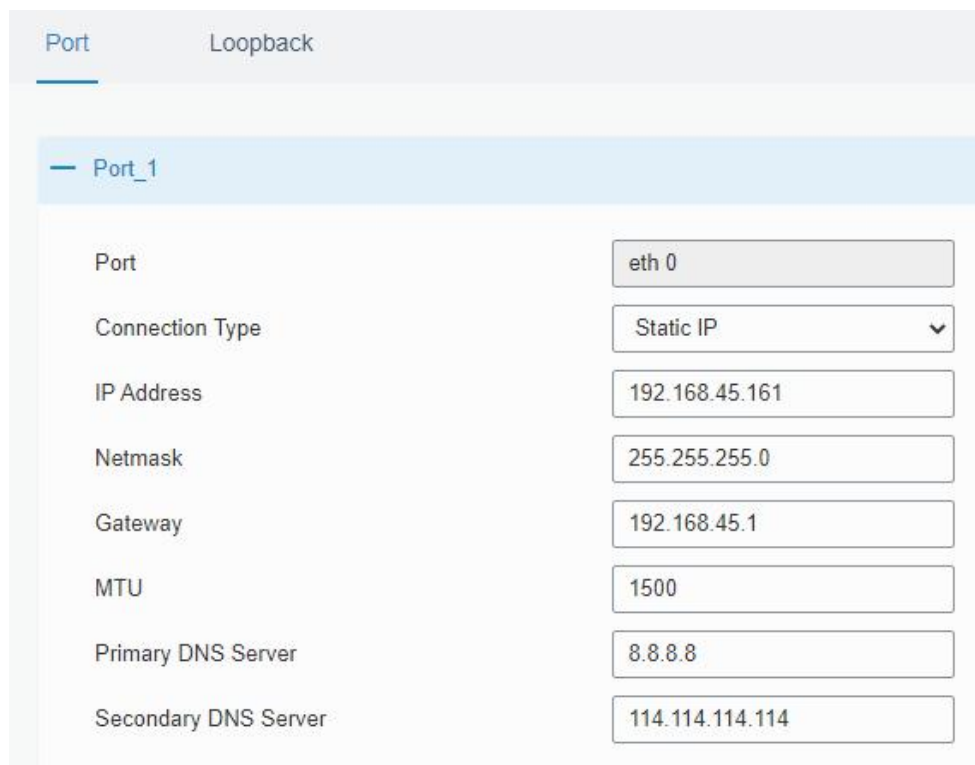 Port Loopback
Port_1
Port eth 0
Connection Type Static IP
IP Address 192.168.45.161
Netmask 255.255.255.0
Gateway 192.168.45.1
MTU 1500
Primary DNS Server 8.8.8.8
Secondary DNS Server 114.114.114.114